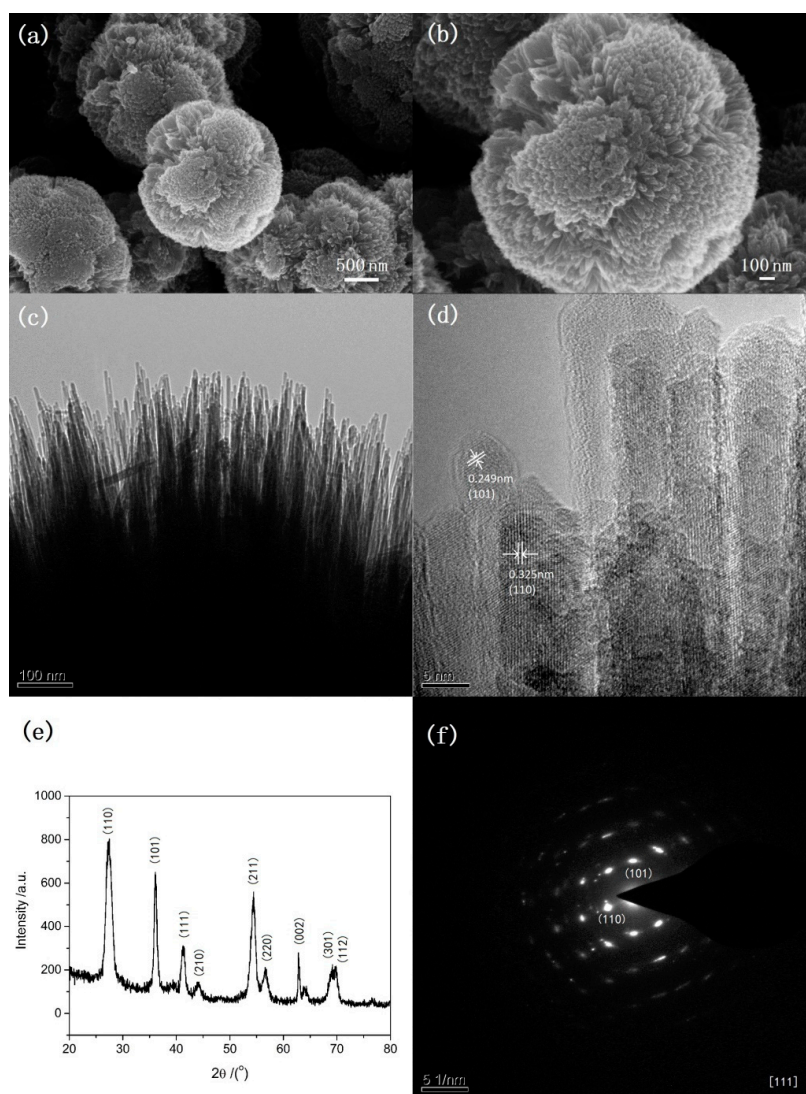 (a)
500 nm
(b)
100 nm
(c)
100 nm
(d)
0.249nm
(101)
0.325nm
(110)
5 nm
(e)
1000
800
600
400
200
0
Intensity /a.u.
(110)
(101)
(111)
(210)
(211)
(220)
(002)
(301)
(112)
20
30
40
50
60
70
80
2θ /(°)
(f)
(101)
(110)
5 1/nm
[111]